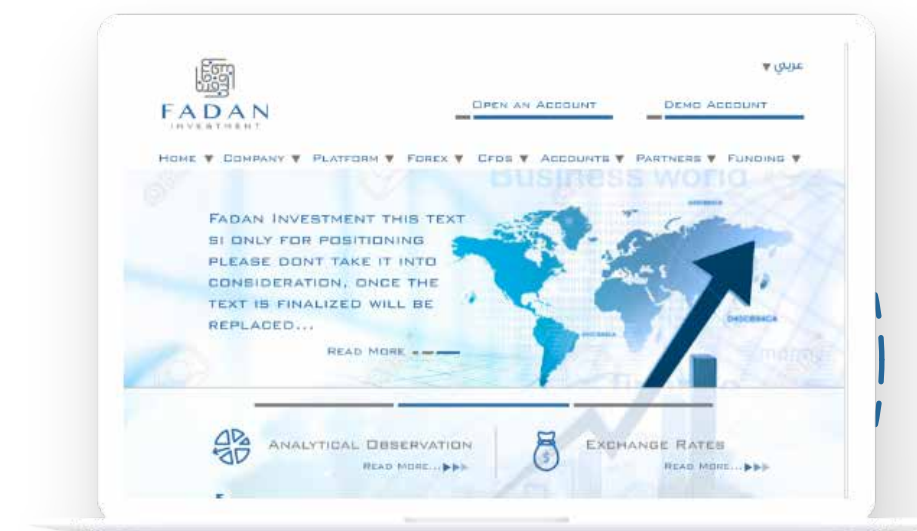 عربي ▼
FADAN
INVESTMENT
OPEN AN ACCOUNT
DEMO ACCOUNT
HOME ▼ COMPANY ▼ PLATFORM ▼ FOREX ▼ CFDS ▼ ACCOUNTS ▼ PARTNERS ▼ FUNDING ▼
Business world
FADAN INVESTMENT THIS TEXT
SI ONLY FOR POSITIONING
PLEASE DONT TAKE IT INTO
CONSIDERATION, ONCE THE
TEXT IS FINALIZED WILL BE
REPLACED...
READ MORE
ANALYTICAL OBSERVATION
READ MORE...▶▶▶
EXCHANGE RATES
READ MORE...▶▶▶